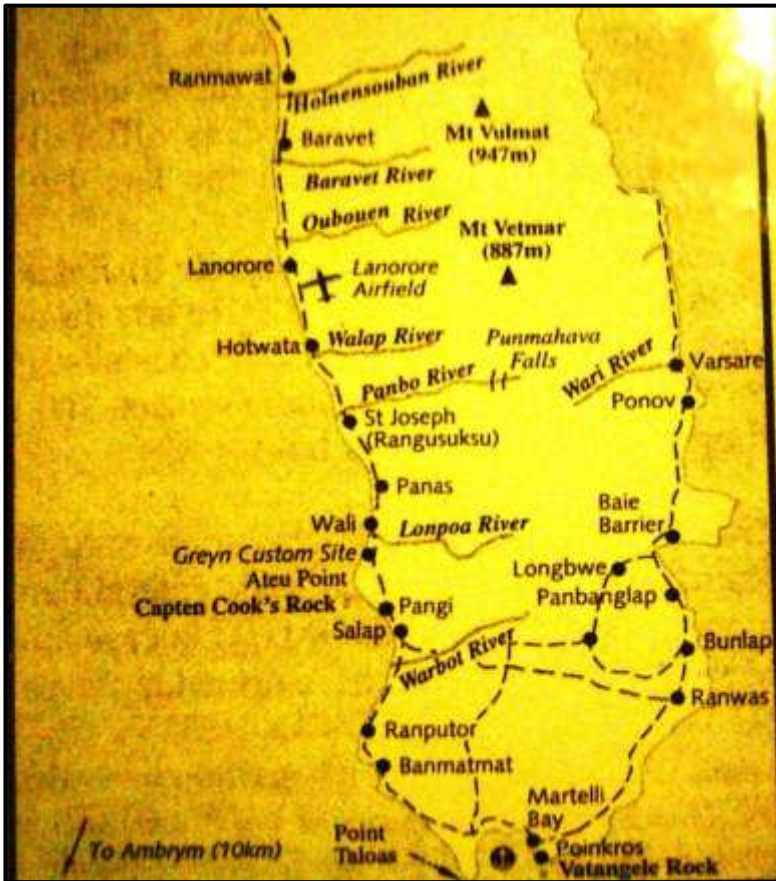 Ranmawat
Holnensouban River
Mt Vulmat
(947m)
Baravet
Baravet River
Oubouen River
Mt Vetmar
(887m)
Lanorore
Lanorore
Airfield
Hotwata
Walap River
Punmahava
Falls
Panbo River
Wari River
Varsare
Ponov
St Joseph
(Rangusuksu)
Panas
Baie
Barrier
Wali
Lonpoa River
Greyn Custom Site
Ateu Point
Longbwe
Panbanglap
Capten Cook's Rock
Pangi
Salap
Warbot River
Bunlap
Ranwas
Ranputor
Banmatmat
Martelli
Bay
Point
Taloas
To Ambrym (10km)
Poinkros
Vatangele Rock